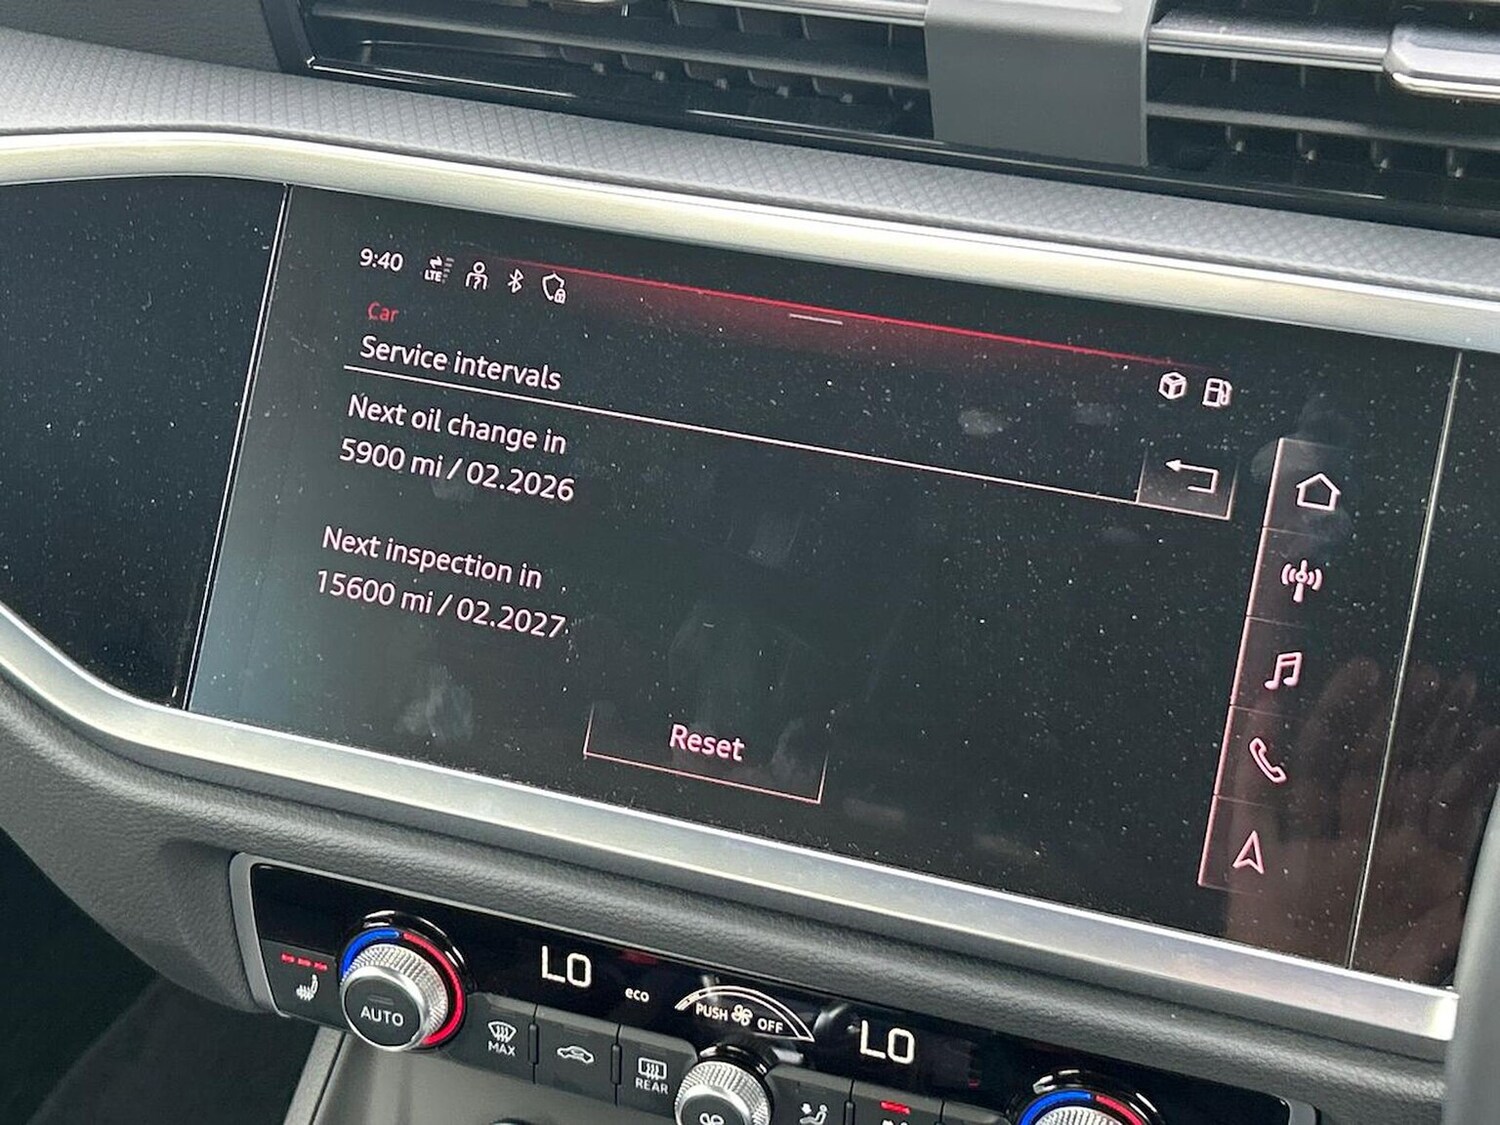 9:40
LTE
Car
Service intervals
Next oil change in
5900 mi / 02.2026
Next inspection in
15600 mi / 02.2027
Reset
LO
eco
PUSH OFF
LO
AUTO
MAX
REAR